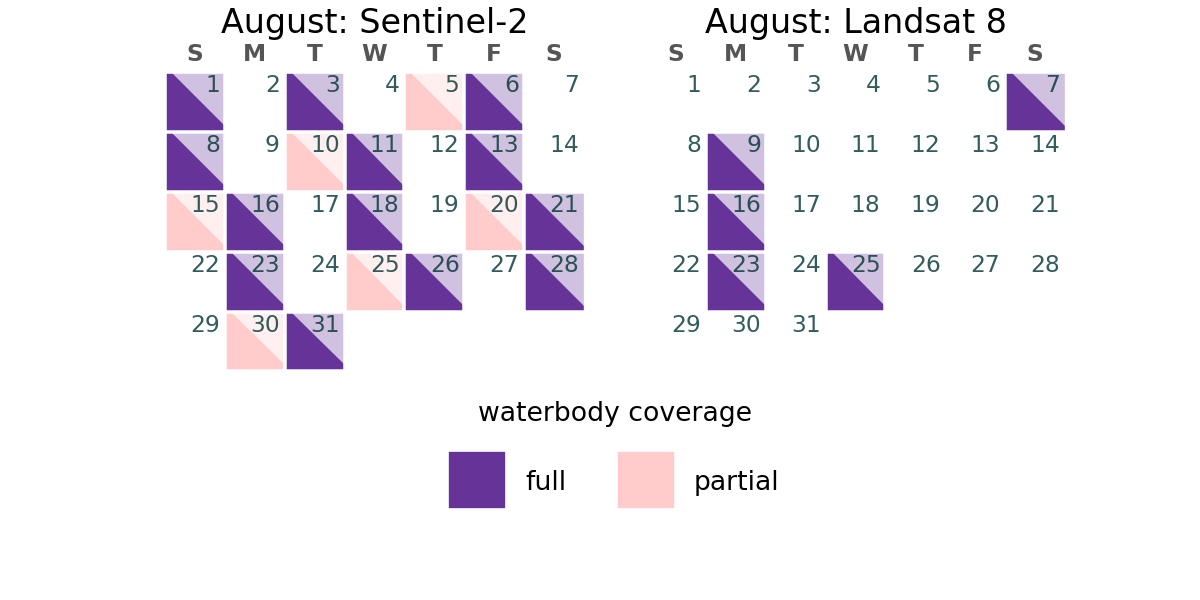 August: Sentinel-2
S M T W T F S
1 2 3 4 5 6 7
8 9 10 11 12 13 14
15 16 17 18 19 20 21
22 23 24 25 26 27 28
29 30 31
August: Landsat 8
S M T W T F S
1 2 3 4 5 6 7
8 9 10 11 12 13 14
15 16 17 18 19 20 21
22 23 24 25 26 27 28
29 30 31
waterbody coverage
full
partial